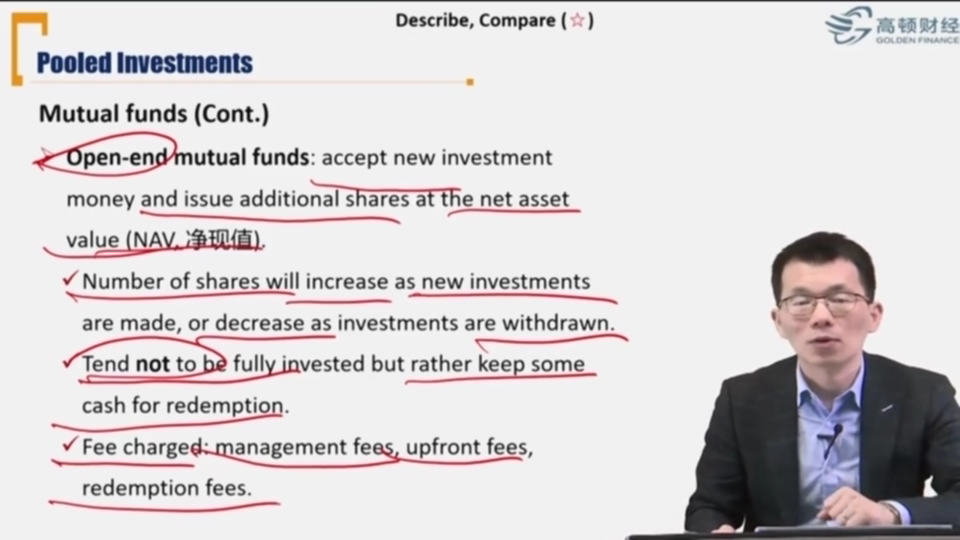 Describe, Compare (☆)
高顿财经
GOLDEN FINANCE
Pooled Investments
Mutual funds (Cont.)
Open-end mutual funds: accept new investment
money and issue additional shares at the net asset
value (NAV, 净现值).
✓ Number of shares will increase as new investments
are made, or decrease as investments are withdrawn.
✓ Tend not to be fully invested but rather keep some
cash for redemption.
✓ Fee charged: management fees, upfront fees,
redemption fees.